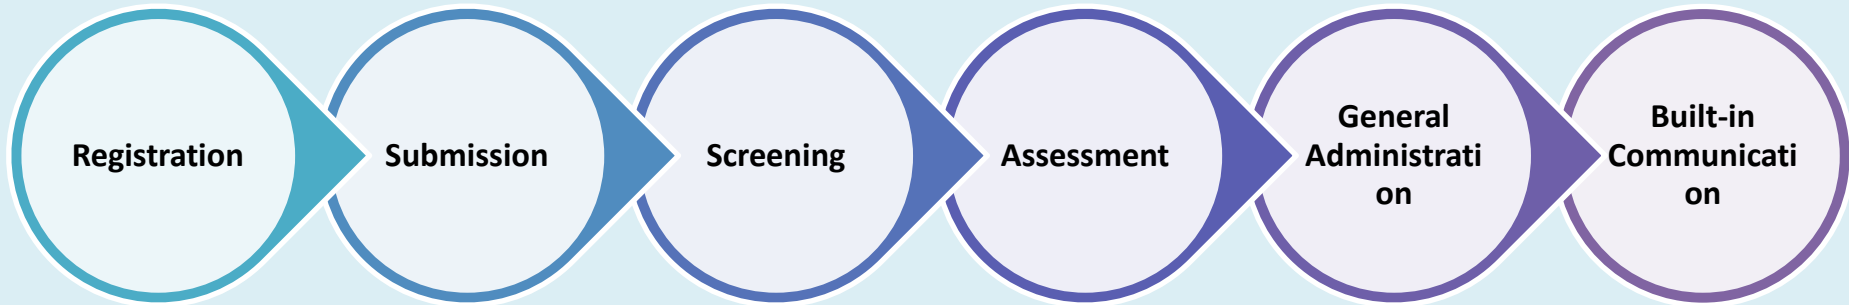 Registration
Submission
Screening
Assessment
General
Administrati
on
Built-in
Communicati
on